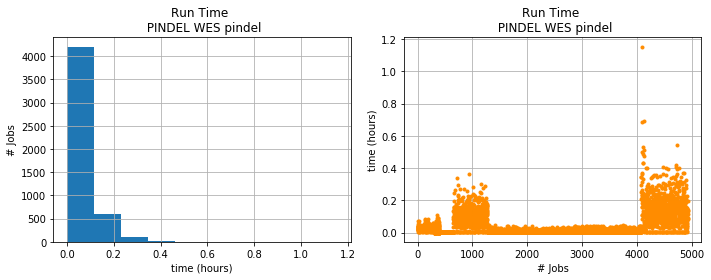 Run Time
PINDEL WES pindel
4000
3500
3000
2500
2000
1500
1000
500
0
# Jobs
0.0 0.2 0.4 0.6 0.8 1.0 1.2
time (hours)
Run Time
PINDEL WES pindel
1.2
1.0
0.8
0.6
0.4
0.2
0.0
time (hours)
0 1000 2000 3000 4000 5000
# Jobs